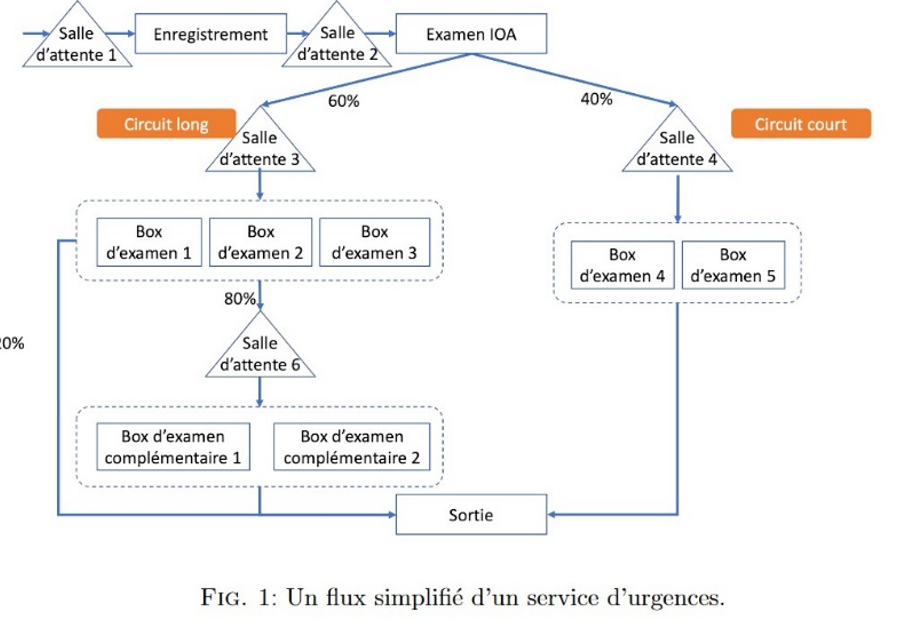 Salle
d'attente 1
Enregistrement
Salle
d'attente 2
Examen IOA
60%
40%
Circuit long
Salle
d'attente 3
Salle
d'attente 4
Circuit court
Box
d'examen 1
Box
d'examen 2
Box
d'examen 3
Box
d'examen 4
Box
d'examen 5
80%
20%
Salle
d'attente 6
Box d'examen
complémentaire 1
Box d'examen
complémentaire 2
Sortie
FIG. 1: Un flux simplifié d'un service d'urgences.